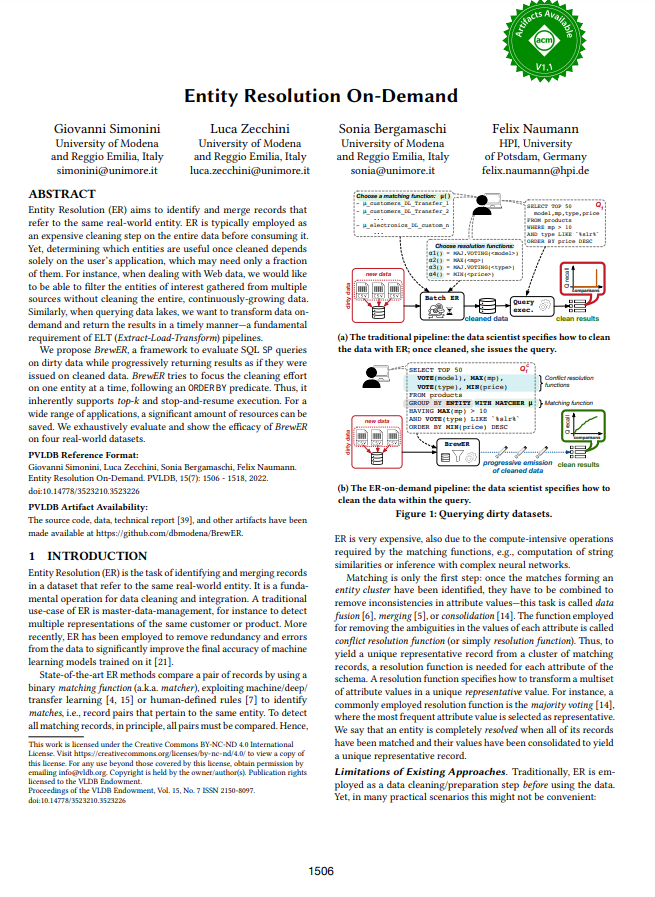 Artifacts Available
acm
V1.1
Entity Resolution On-Demand
Giovanni Simonini
University of Modena
and Reggio Emilia, Italy
simonini@unimore.it
Luca Zecchini
University of Modena
and Reggio Emilia, Italy
luca.zecchini@unimore.it
Sonia Bergamaschi
University of Modena
and Reggio Emilia, Italy
sonia@unimore.it
Felix Naumann
HPI, University
of Potsdam, Germany
felix.naumann@hpi.de
ABSTRACT
Entity Resolution (ER) aims to identify and merge records that
refer to the same real-world entity. ER is typically employed as
an expensive cleaning step on the entire data before consuming it.
Yet, determining which entities are useful once cleaned depends
solely on the user's application, which may need only a fraction
of them. For instance, when dealing with Web data, we would like
to be able to filter the entities of interest gathered from multiple
sources without cleaning the entire, continuously-growing data.
Similarly, when querying data lakes, we want to transform data on-
demand and return the results in a timely manner—a fundamental
requirement of ELT (Extract-Load-Transform) pipelines.
We propose BrewER, a framework to evaluate SQL SP queries
on dirty data while progressively returning results as if they were
issued on cleaned data. BrewER tries to focus the cleaning effort
on one entity at a time, following an ORDER BY predicate. Thus, it
inherently supports top-k and stop-and-resume execution. For a
wide range of applications, a significant amount of resources can be
saved. We exhaustively evaluate and show the efficacy of BrewER
on four real-world datasets.
PVLDB Reference Format:
Giovanni Simonini, Luca Zecchini, Sonia Bergamaschi, Felix Naumann.
Entity Resolution On-Demand. PVLDB, 15(7): 1506 - 1518, 2022.
doi:10.14778/3523210.3523226
PVLDB Artifact Availability:
The source code, data, technical report [39], and other artifacts have been
made available at https://github.com/dbmodena/BrewER.
1 INTRODUCTION
Entity Resolution (ER) is the task of identifying and merging records
in a dataset that refer to the same real-world entity. It is a funda-
mental operation for data cleaning and integration. A traditional
use-case of ER is master-data-management, for instance to detect
multiple representations of the same customer or product. More
recently, ER has been employed to remove redundancy and errors
from the data to significantly improve the final accuracy of machine
learning models trained on it [21].
State-of-the-art ER methods compare a pair of records by using a
binary matching function (a.k.a. matcher), exploiting machine/deep/
transfer learning [4, 15] or human-defined rules [7] to identify
matches, i.e., record pairs that pertain to the same entity. To detect
all matching records, in principle, all pairs must be compared. Hence,
This work is licensed under the Creative Commons BY-NC-ND 4.0 International
License. Visit https://creativecommons.org/licenses/by-nc-nd/4.0/ to view a copy of
this license. For any use beyond those covered by this license, obtain permission by
emailing info@vldb.org. Copyright is held by the owner/author(s). Publication rights
licensed to the VLDB Endowment.
Proceedings of the VLDB Endowment, Vol. 15, No. 7 ISSN 2150-8097.
doi:10.14778/3523210.3523226
Choose a matching function: μ()
- μ_customers_DL_Transfer_1
- μ_customers_DL_Transfer_2
...
- μ_electronics_DL_custom_n
...
SELECT TOP 50
model,mp,type,price
FROM products
WHERE mp > 10
AND type LIKE `%slr%`
ORDER BY price DESC
Choose resolution functions:
α1() = MAJ.VOTING(<model>)
α2() = MAX(<mp>)
α3() = MAJ.VOTING(<type>)
α4() = MIN(<price>)
new data
dirty data
Batch ER
cleaned data
Query
exec.
Q recall
comparisons
clean results
(a) The traditional pipeline: the data scientist specifies how to clean
the data with ER; once cleaned, she issues the query.
SELECT TOP 50
VOTE(model), MAX(mp),
VOTE(type), MIN(price)
FROM products
GROUP BY ENTITY WITH MATCHER μ
HAVING MAX(mp) > 10
AND VOTE(type) LIKE `%slr%`
ORDER BY MIN(price) DESC
Conflict resolution
functions
Matching function
new data
dirty data
BrewER
progressive emission
of cleaned data
Q recall
comparisons
clean results
(b) The ER-on-demand pipeline: the data scientist specifies how to
clean the data within the query.
Figure 1: Querying dirty datasets.
ER is very expensive, also due to the compute-intensive operations
required by the matching functions, e.g., computation of string
similarities or inference with complex neural networks.
Matching is only the first step: once the matches forming an
entity cluster have been identified, they have to be combined to
remove inconsistencies in attribute values—this task is called data
fusion [6], merging [5], or consolidation [14]. The function employed
for removing the ambiguities in the values of each attribute is called
conflict resolution function (or simply resolution function). Thus, to
yield a unique representative record from a cluster of matching
records, a resolution function is needed for each attribute of the
schema. A resolution function specifies how to transform a multiset
of attribute values in a unique representative value. For instance, a
commonly employed resolution function is the majority voting [14],
where the most frequent attribute value is selected as representative.
We say that an entity is completely resolved when all of its records
have been matched and their values have been consolidated to yield
a unique representative record.
Limitations of Existing Approaches. Traditionally, ER is em-
ployed as a data cleaning/preparation step before using the data.
Yet, in many practical scenarios this might not be convenient:
1506